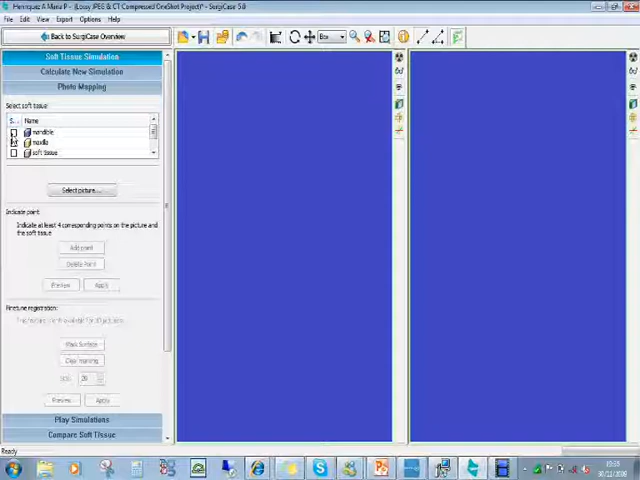 Henriquez A Maria P - (Lossy JPEG & CT Compressed OneShot Project)* - SurgiCase 5.0
File Edit View Export Options Help
Back to SurgiCase Overview
Box
Soft Tissue Simulation
Calculate New Simulation
Photo Mapping
Select soft tissue:
S... Name
mandible
maxilla
soft tissue
Select picture...
Indicate point:
Indicate at least 4 corresponding points on the picture and
the soft tissue
Add point
Delete Point
Preview Apply
Finetune registration:
Mark Surface
Clear marking
20
Preview Apply
Play Simulations
Compare Soft Tissue
Ready